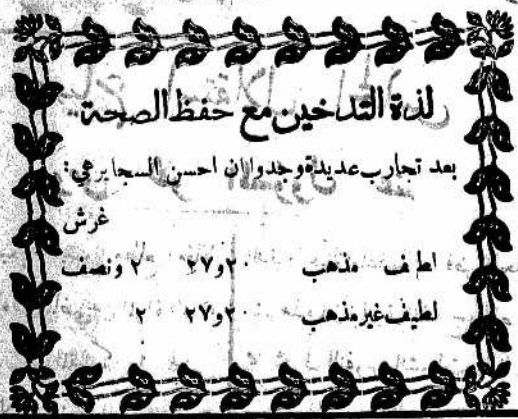 لذة التدخين مع حفظ الصحة
بعد تجارب عديدة وجدوا ان احسن السجاير هي:
غرش
لطيف مذهب ٢٠ و٢٧ ٢ ونصف
لطيف غير مذهب ٢٠ و٢٧ ٢